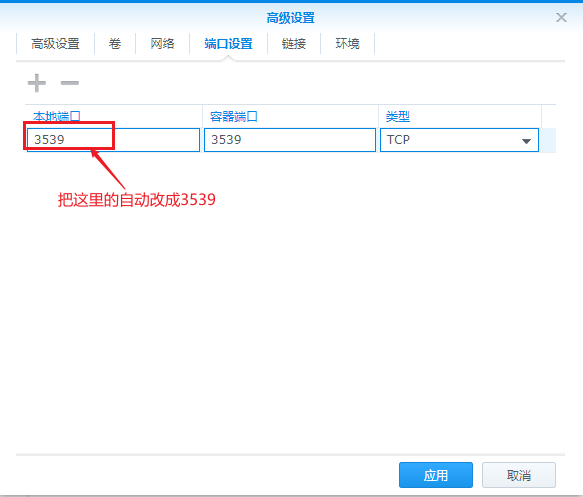 高级设置
高级设置 卷 网络 端口设置 链接 环境
本地端口 容器端口 类型
3539 3539 TCP
把这里的自动改成3539
应用 取消